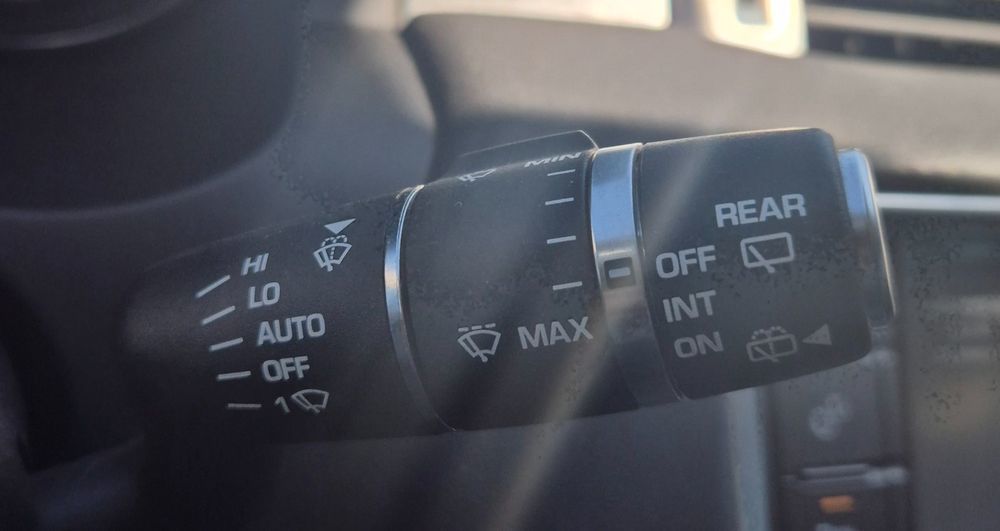 HI
LO
AUTO
OFF
1
MIN
MAX
REAR
OFF
INT
ON